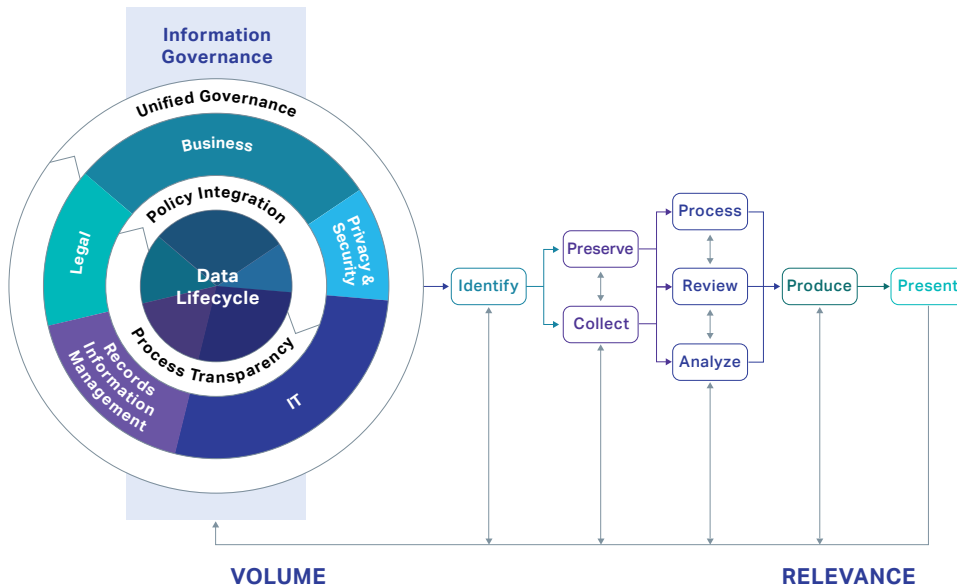 Information
Governance
Unified Governance
Business
Policy Integration
Privacy &
Security
Legal
Data
Lifecycle
Process Transparency
Records
Information
Management
IT
Identify
Preserve
Collect
Process
Review
Analyze
Produce
Present
VOLUME
RELEVANCE